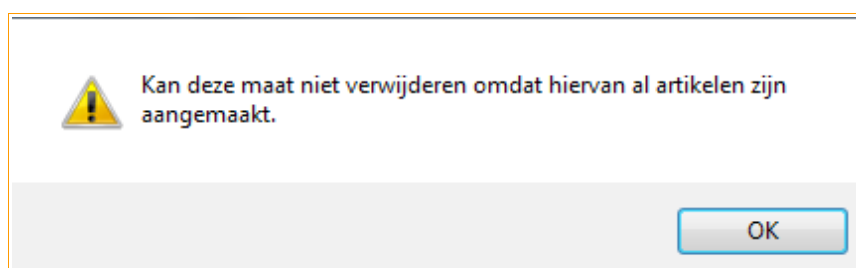 Kan deze maat niet verwijderen omdat hiervan al artikelen zijn
aangemaakt.
OK